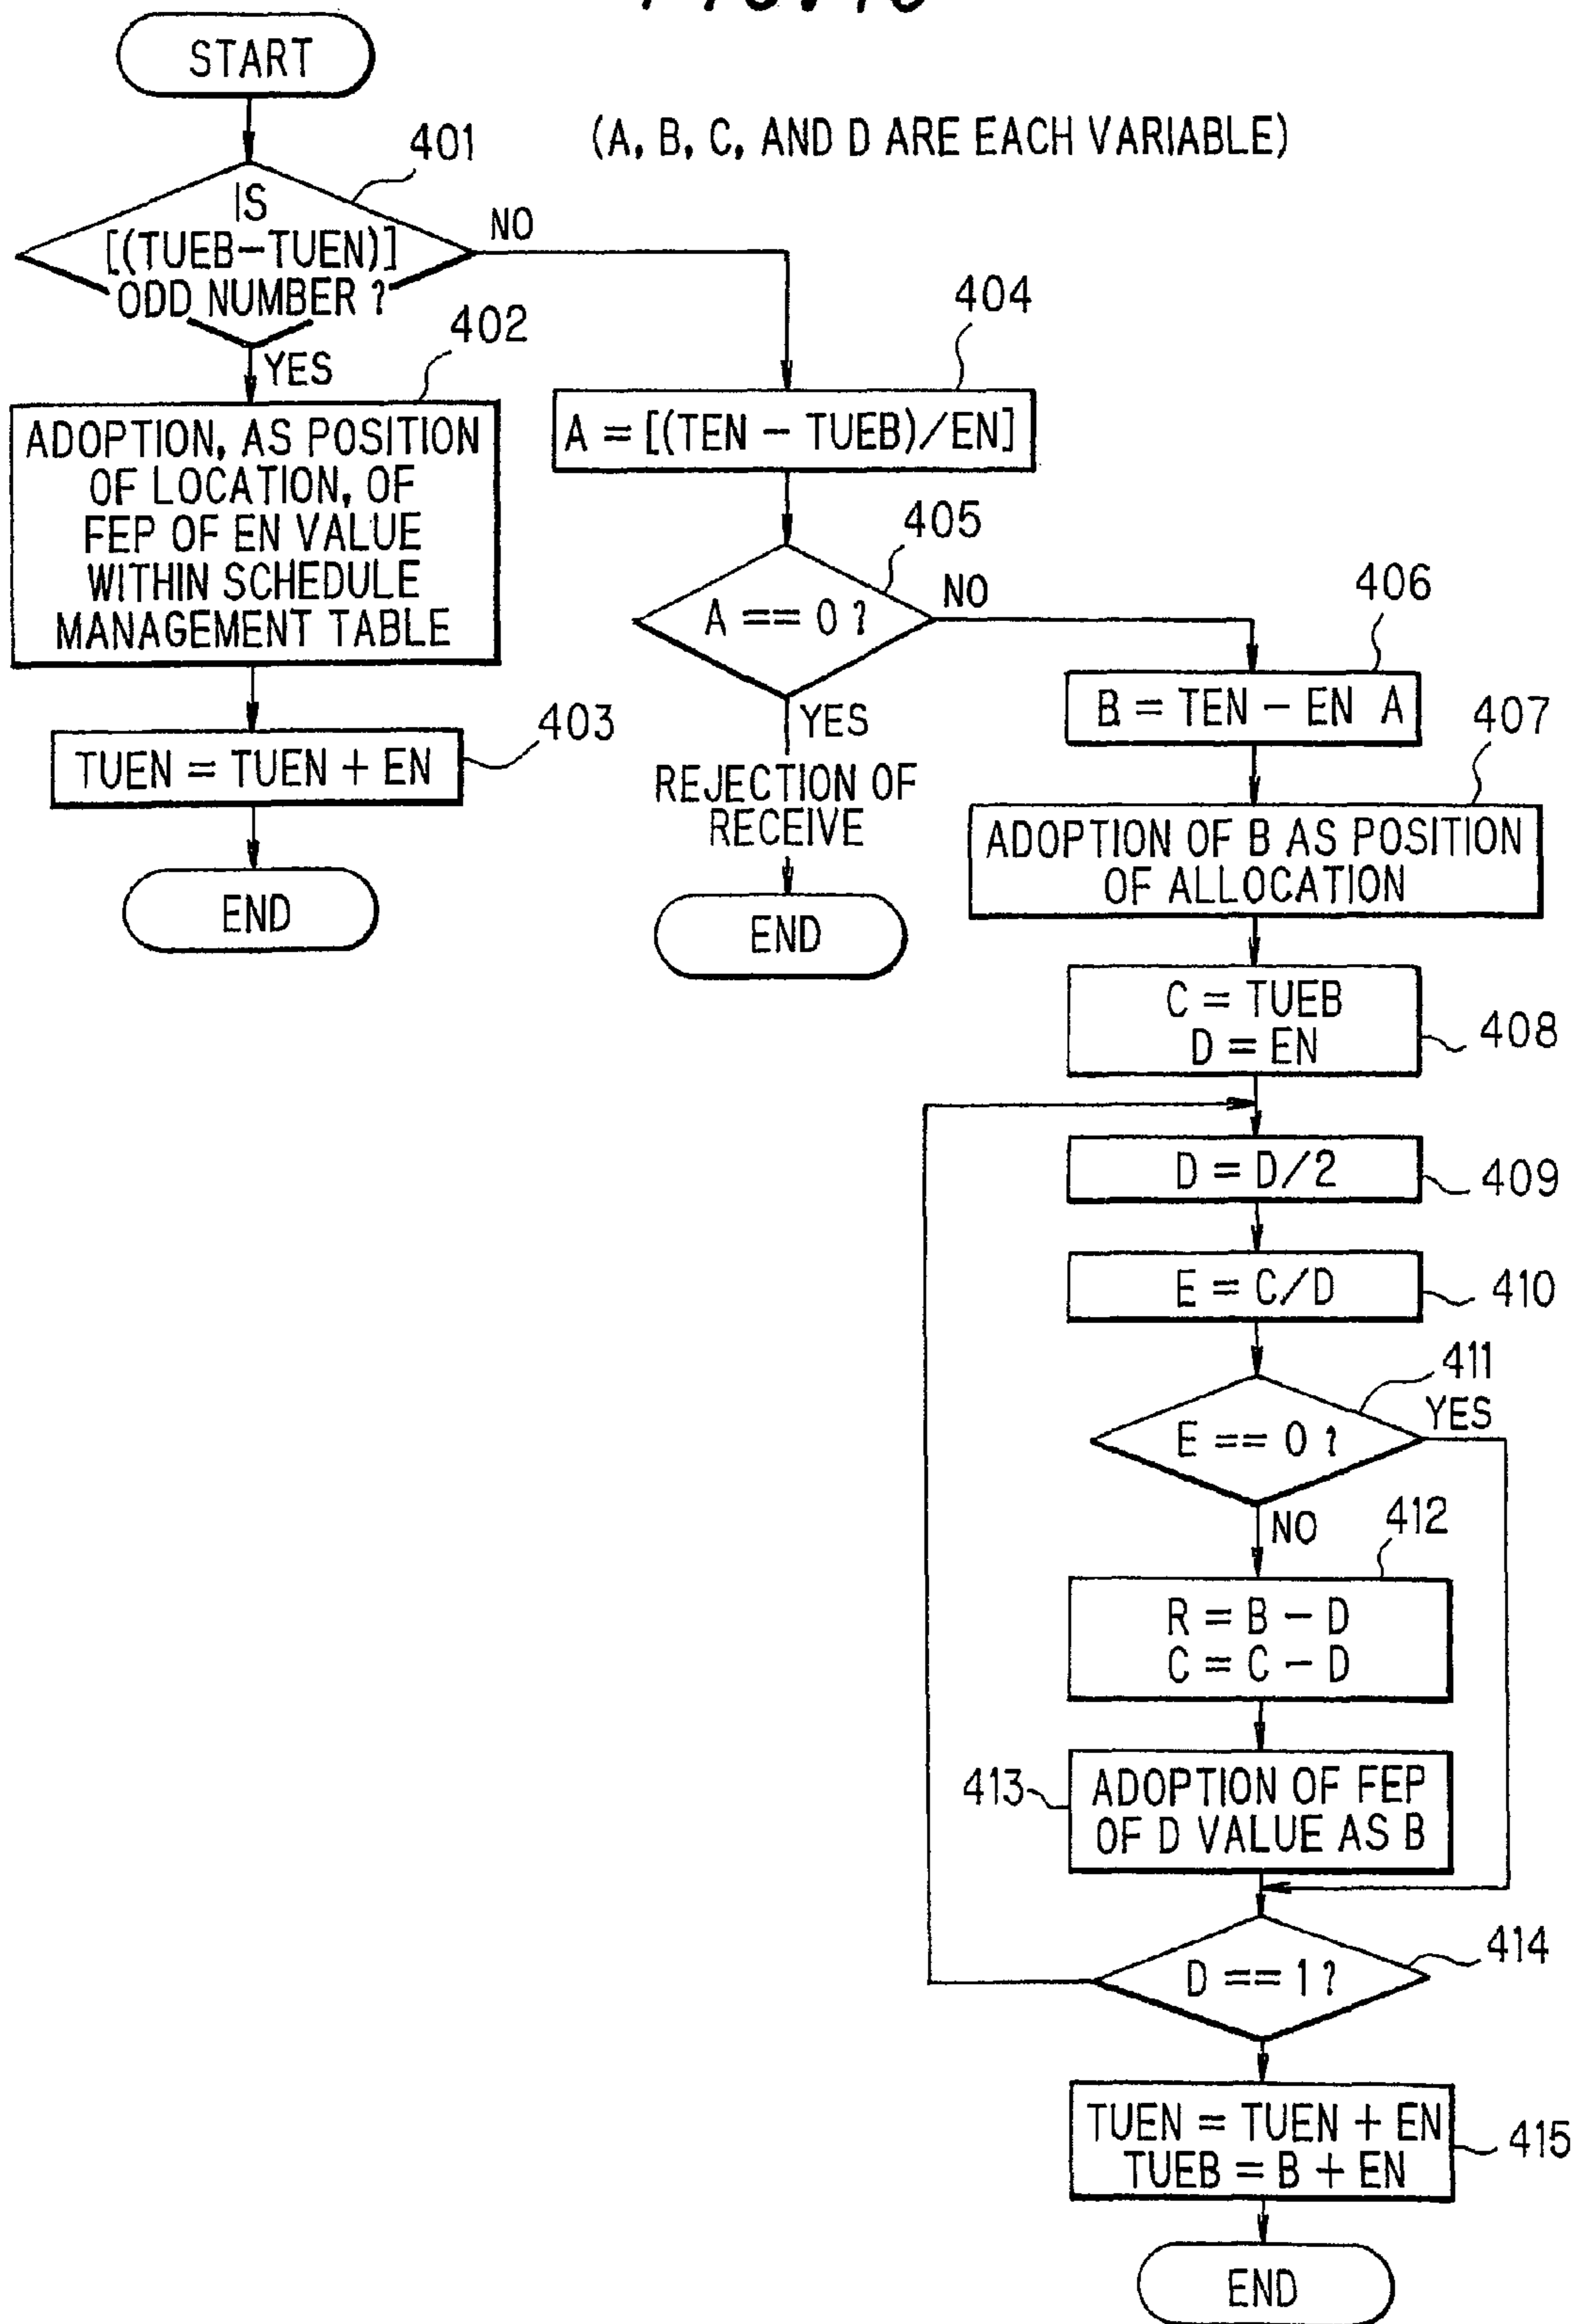 START
(A, B, C, AND D ARE EACH VARIABLE)
401
IS
[(TUEB-TUEN)]
ODD NUMBER ?
NO
YES
402
ADOPTION, AS POSITION
OF LOCATION, OF
FEP OF EN VALUE
WITHIN SCHEDULE
MANAGEMENT TABLE
403
TUEN = TUEN + EN
END
404
A = [(TEN - TUEB)/EN]
405
A == 0 ?
NO
YES
REJECTION OF
RECEIVE
END
406
B = TEN - EN A
407
ADOPTION OF B AS POSITION
OF ALLOCATION
C = TUEB
D = EN
408
D = D/2
409
E = C/D
410
411
E == 0 ?
YES
NO
412
R = B - D
C = C - D
413
ADOPTION OF FEP
OF D VALUE AS B
414
D == 1 ?
TUEN = TUEN + EN
TUEB = B + EN
415
END